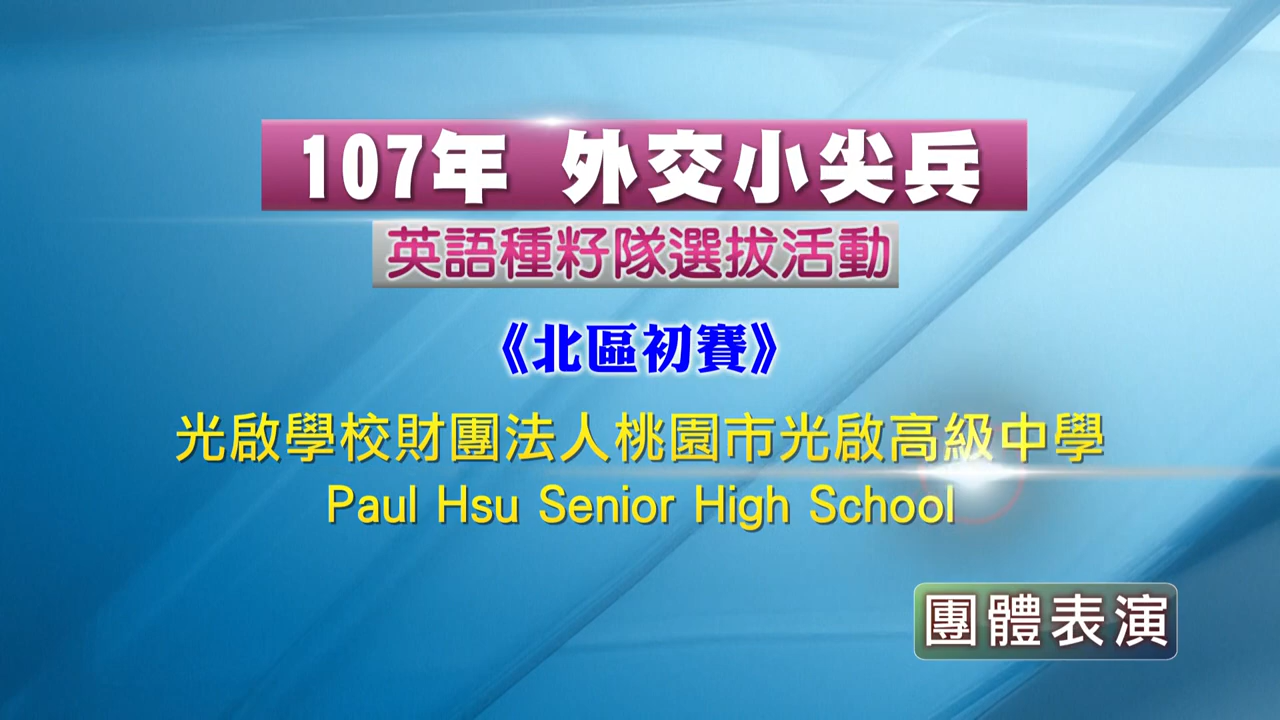 107年 外交小尖兵
英語種籽隊選拔活動
《北區初賽》
光啟學校財團法人桃園市光啟高級中學
Paul Hsu Senior High School
團體表演